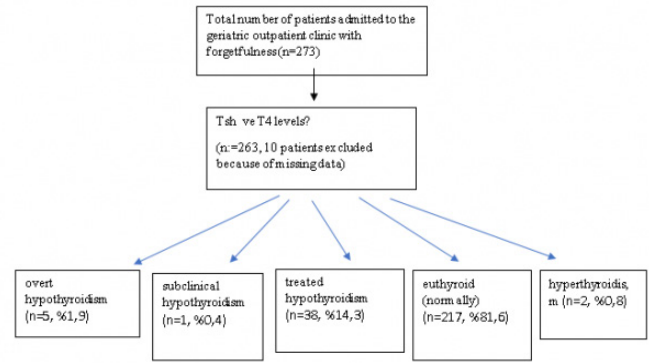 Total number of patients admitted to the
geriatric outpatient clinic with
forgetfulness(n=273)
Tsh ve T4 levels?
(n:=263, 10 patients excluded
because of missing data)
overt
hypothyroidism
(n=5, %1,9)
subclinical
hypothyroidism
(n=1, %0,4)
treated
hypothyroidism
(n=38, %14,3)
euthyroid
(normally)
(n=217, %81,6)
hyperthyroidis,
m (n=2, %0,8)